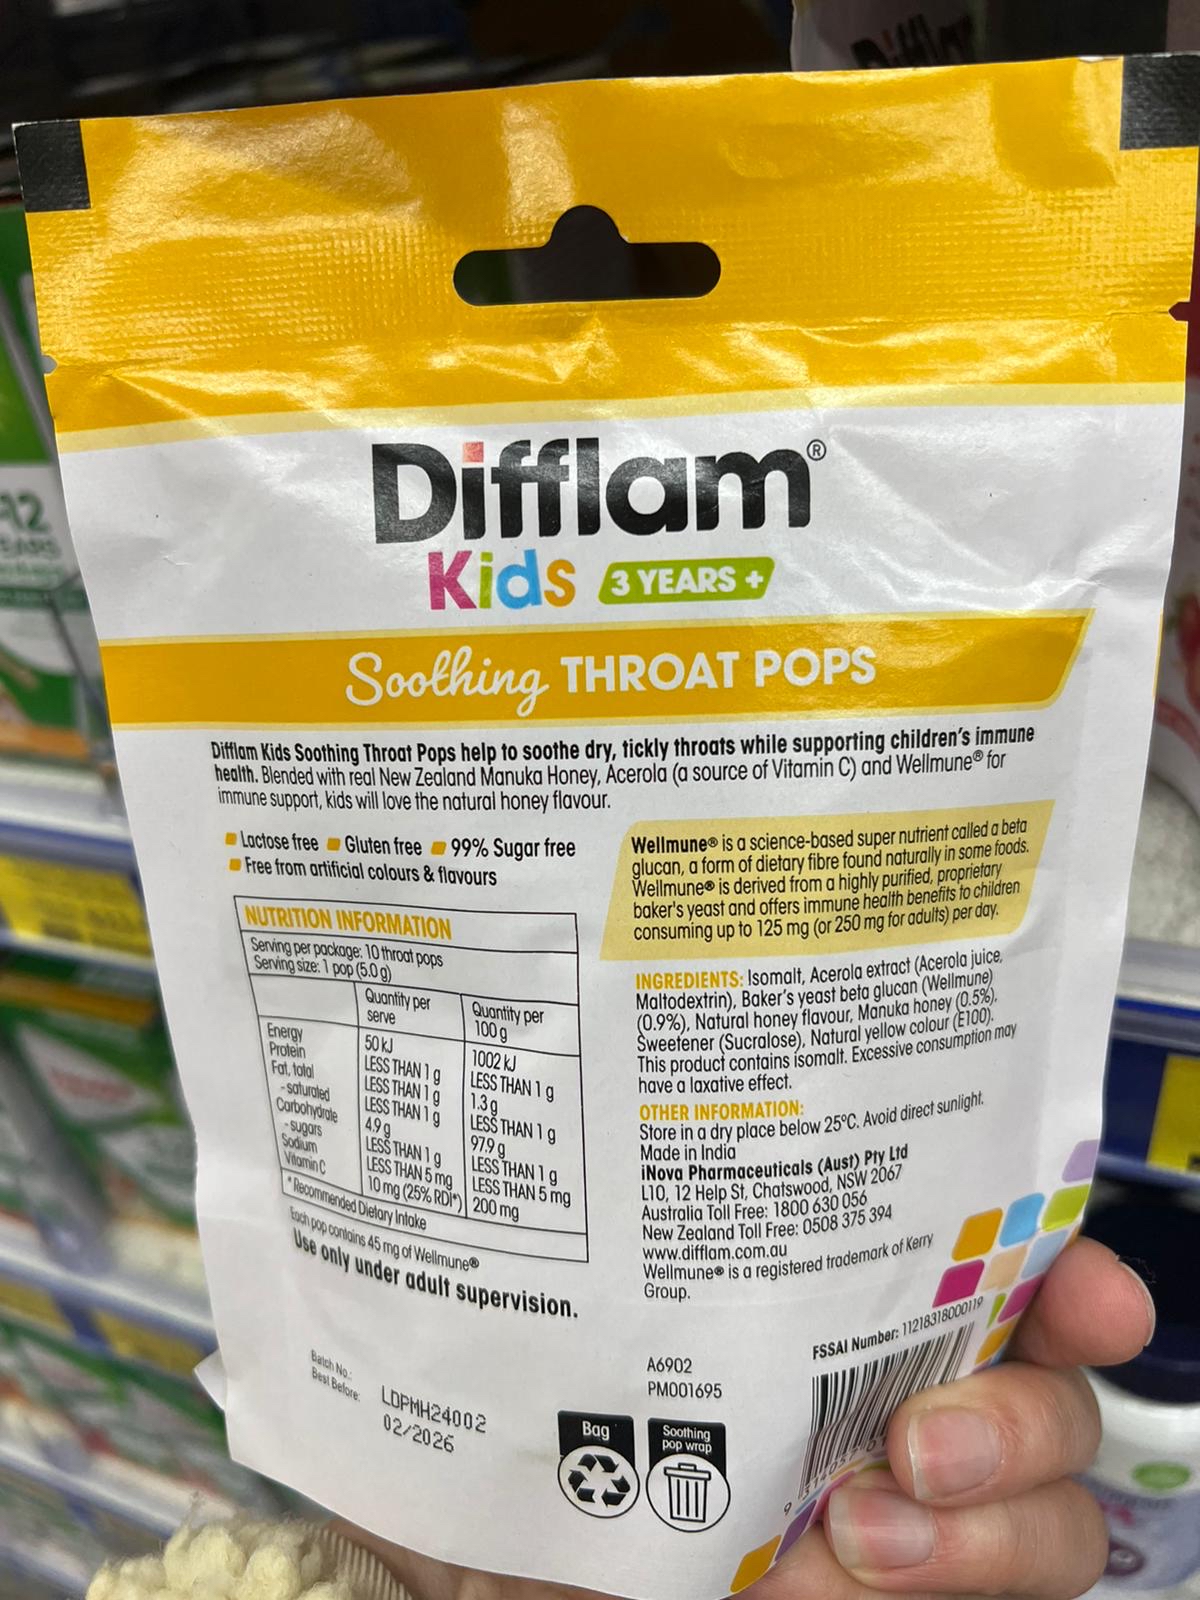 Difflam®
Kids 3 YEARS +
Soothing THROAT POPS
Difflam Kids Soothing Throat Pops help to soothe dry, tickly throats while supporting children's immune
health. Blended with real New Zealand Manuka Honey, Acerola (a source of Vitamin C) and Wellmune® for
immune support, kids will love the natural honey flavour.
Lactose free Gluten free 99% Sugar free
Free from artificial colours & flavours
NUTRITION INFORMATION
Serving per package: 10 throat pops
Serving size: 1 pop (5.0 g)
Quantity per serve Quantity per 100 g
Energy 50 kJ 1002 kJ
Protein LESS THAN 1 g LESS THAN 1 g
Fat, total LESS THAN 1 g 1.3 g
- saturated LESS THAN 1 g LESS THAN 1 g
Carbohydrate 4.9 g 97.9 g
- sugars LESS THAN 1 g LESS THAN 1 g
Sodium LESS THAN 5 mg LESS THAN 5 mg
Vitamin C 10 mg (25% RDI*) 200 mg
* Recommended Dietary Intake
Each pop contains 45 mg of Wellmune®
Use only under adult supervision.
Wellmune® is a science-based super nutrient called a beta
glucan, a form of dietary fibre found naturally in some foods.
Wellmune® is derived from a highly purified, proprietary
baker's yeast and offers immune health benefits to children
consuming up to 125 mg (or 250 mg for adults) per day.
INGREDIENTS: Isomalt, Acerola extract (Acerola juice,
Maltodextrin), Baker's yeast beta glucan (Wellmune)
(0.9%), Natural honey flavour, Manuka honey (0.5%),
Sweetener (Sucralose), Natural yellow colour (E100).
This product contains isomalt. Excessive consumption may
have a laxative effect.
OTHER INFORMATION:
Store in a dry place below 25°C. Avoid direct sunlight.
Made in India
iNova Pharmaceuticals (Aust) Pty Ltd
L10, 12 Help St, Chatswood, NSW 2067
Australia Toll Free: 1800 630 056
New Zealand Toll Free: 0508 375 394
www.difflam.com.au
Wellmune® is a registered trademark of Kerry
Group.
FSSAI Number: 11218318000119
A6902
PM001695
Batch No.: LDPMH24002
Best Before: 02/2026
Bag
Soothing
pop wrap